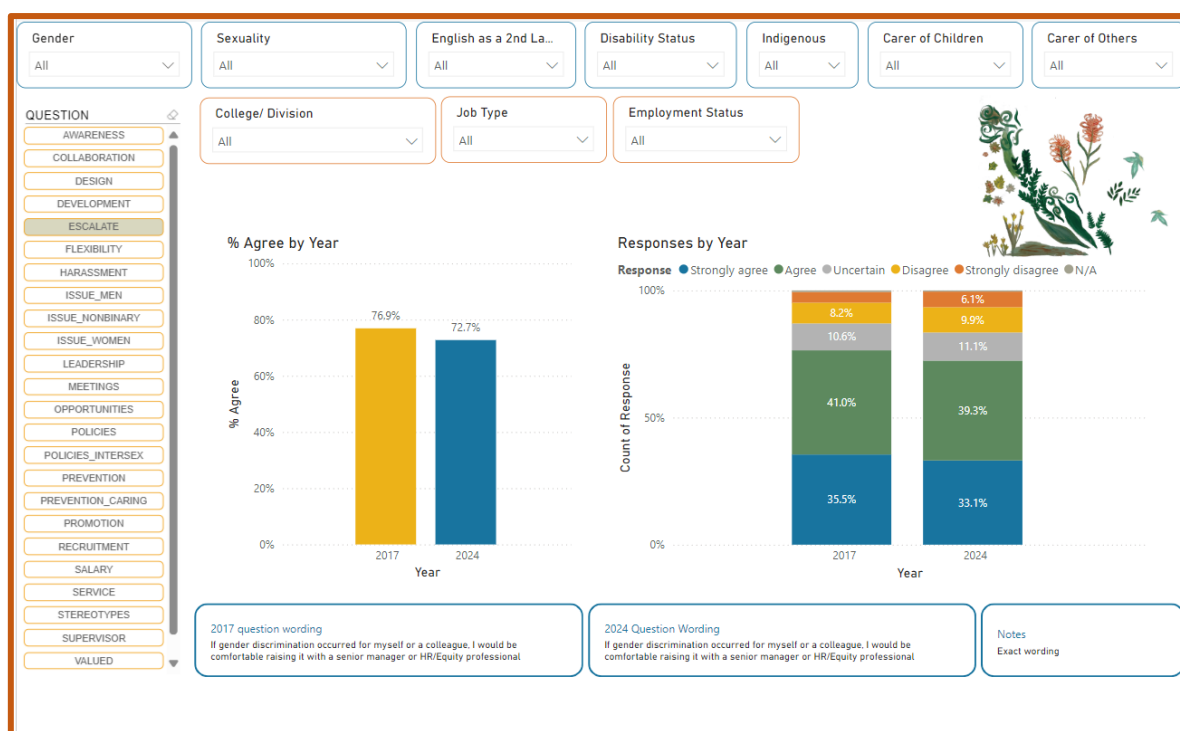 Gender
All
Sexuality
All
English as a 2nd La...
All
Disability Status
All
Indigenous
All
Carer of Children
All
Carer of Others
All
QUESTION
AWARENESS
COLLABORATION
DESIGN
DEVELOPMENT
ESCALATE
FLEXIBILITY
HARASSMENT
ISSUE_MEN
ISSUE_NONBINARY
ISSUE_WOMEN
LEADERSHIP
MEETINGS
OPPORTUNITIES
POLICIES
POLICIES_INTERSEX
PREVENTION
PREVENTION_CARING
PROMOTION
RECRUITMENT
SALARY
SERVICE
STEREOTYPES
SUPERVISOR
VALUED
College/ Division
All
Job Type
All
Employment Status
All
% Agree by Year
% Agree
100%
80%
60%
40%
20%
0%
76.9%
72.7%
2017
2024
Year
Responses by Year
Response Strongly agree Agree Uncertain Disagree Strongly disagree N/A
Count of Response
100%
50%
0%
8.2%
10.6%
41.0%
35.5%
6.1%
9.9%
11.1%
39.3%
33.1%
2017
2024
Year
2017 question wording
If gender discrimination occurred for myself or a colleague, I would be
comfortable raising it with a senior manager or HR/Equity professional
2024 Question Wording
If gender discrimination occurred for myself or a colleague, I would be
comfortable raising it with a senior manager or HR/Equity professional
Notes
Exact wording